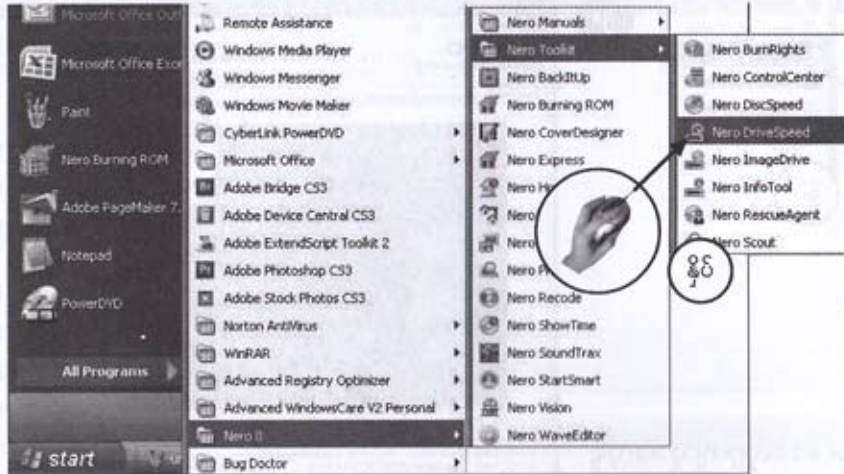 Microsoft Office
Microsoft Office
Paint
Nero Burning ROM
Adobe PageMaker 7.
Notepad
PowerDVD
All Programs
start
Remote Assistance
Windows Media Player
Windows Messenger
Windows Movie Maker
CyberLink PowerDVD
Microsoft Office
Adobe Bridge CS3
Adobe Device Central CS3
Adobe ExtendScript Toolkit 2
Adobe Photoshop CS3
Adobe Stock Photos CS3
Norton AntiVirus
WinRAR
Advanced Registry Optimizer
Advanced WindowsCare V2 Personal
Nero 8
Bug Doctor
Nero Manuals
Nero Toolkit
Nero BackItUp
Nero Burning ROM
Nero CoverDesigner
Nero Express
Nero
Nero
Nero
Nero
Nero Recode
Nero ShowTime
Nero SoundTrax
Nero StartSmart
Nero Vision
Nero WaveEditor
Nero BurnRights
Nero ControlCenter
Nero DiscSpeed
Nero DriveSpeed
Nero ImageDrive
Nero InfoTool
Nero RescueAgent
Nero Scout